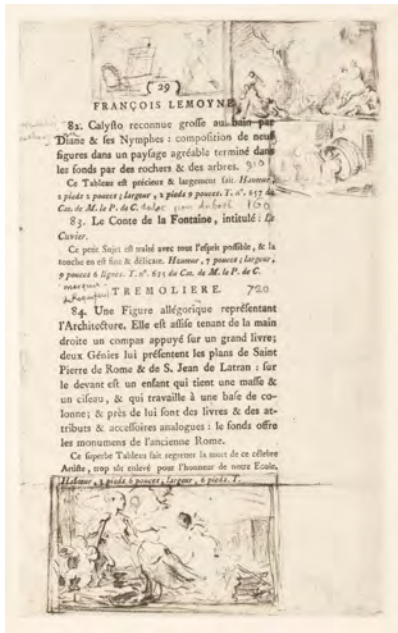 ( 29 )
FRANÇOIS LEMOYNE
82. Calyſto reconnue groſſe au bain par
Diane & ſes Nymphes : compoſition de neuf
figures dans un payſage agréable terminé dans
les fonds par des rochers & des arbres. 910
Ce Tableau eſt précieux & largement fait. Hauteur,
2 pieds 2 pouces ; largeur, 2 pieds 9 pouces. T. n°. 657 du
Cat. de M. le P. de C.
83. Le Conte de la Fontaine, intitulé : Le
Cuvier.
Ce petit Sujet eſt traité avec tout l'eſprit poſſible, & la
touche en eſt fine & délicate. Hauteur, 7 pouces ; largeur,
9 pouces 6 lignes. T. n°. 625 du Cat. de M. le P. de C.
TREMOLIERE. 720
84. Une Figure allégorique repréſentant
l'Architecture. Elle eſt aſſiſe tenant de la main
droite un compas appuyé ſur un grand livre;
deux Génies lui préſentent les plans de Saint
Pierre de Rome & de S. Jean de Latran : ſur
le devant eſt un enfant qui tient une maſſe &
un ciſeau, & qui travaille à une baſe de co-
lonne; & près de lui ſont des livres & des at-
tributs & acceſſoires analogues : le fonds offre
les monumens de l'ancienne Rome.
Ce ſuperbe Tableau fait regretter la mort de ce célebre
Artiſte, trop tôt enlevé pour l'honneur de notre Ecole.
Hauteur, 3 pieds 6 pouces, largeur, 6 pieds. T.